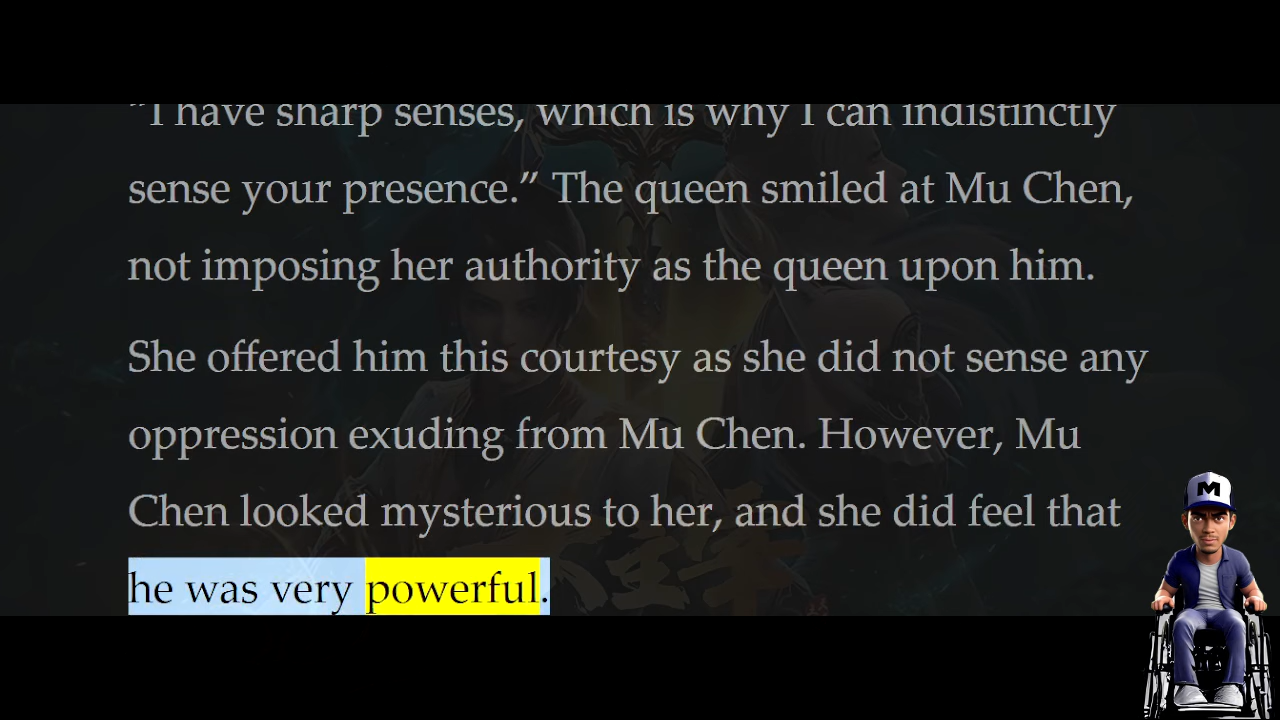 “I have sharp senses, which is why I can indistinctly
sense your presence.” The queen smiled at Mu Chen,
not imposing her authority as the queen upon him.
She offered him this courtesy as she did not sense any
oppression exuding from Mu Chen. However, Mu
Chen looked mysterious to her, and she did feel that
he was very powerful.
M